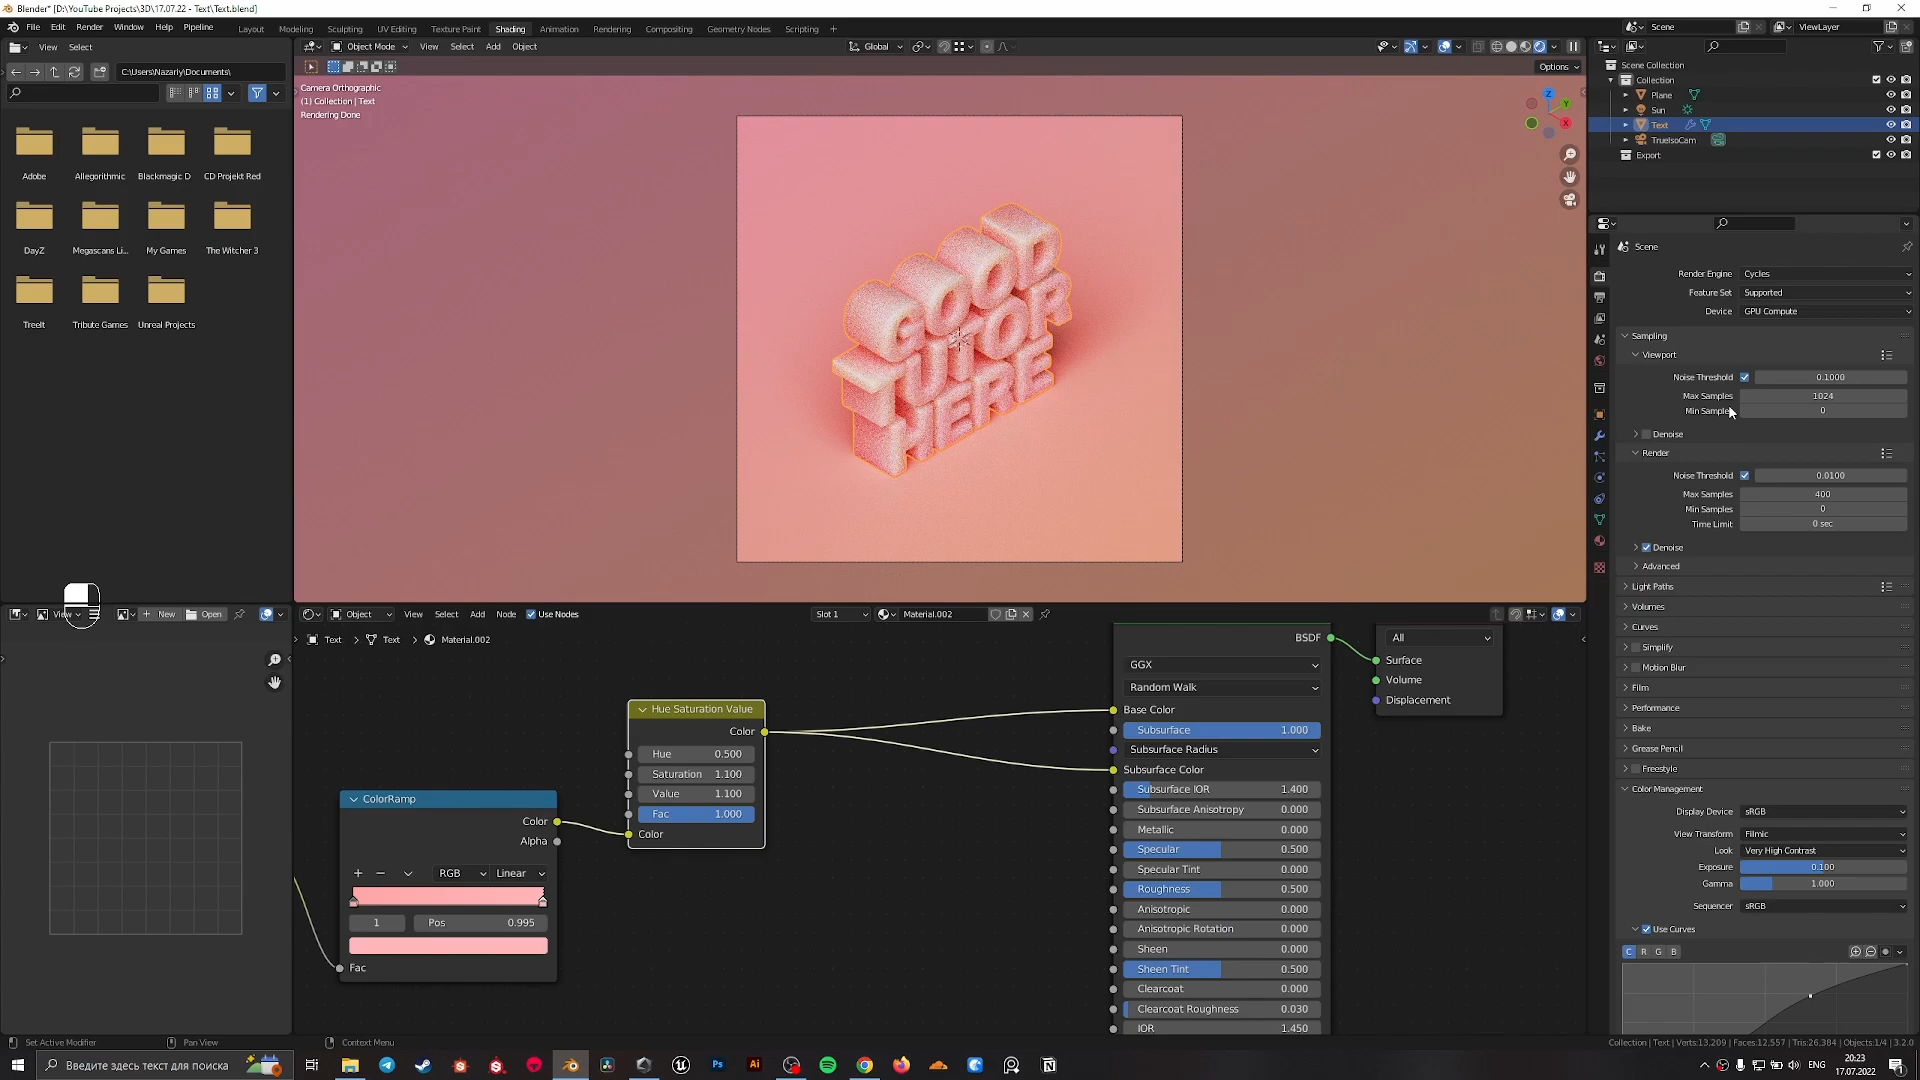 Blender* [D:\YouTube Projects\3D\17.07.22 - Text\Text.blend]
File Edit Render Window Help Pipeline
Layout Modeling Sculpting UV Editing Texture Paint Shading Animation Rendering Compositing Geometry Nodes Scripting +
Scene ViewLayer
View Select
Object Mode View Select Add Object
Global
C:\Users\Nazariy\Documents\
Options
Camera Orthographic
(1) Collection | Text
Rendering Done
Z
Y
X
Adobe Allegorithmic Blackmagic D CD Projekt Red
DayZ Megascans Li... My Games The Witcher 3
TreeIt Tribute Games Unreal Projects
GOOD
TUTOR
HERE
Scene Collection
Collection
Plane
Sun
Text
TrueIsoCam
Export
Scene
Render Engine Cycles
Feature Set Supported
Device GPU Compute
Sampling
Viewport
Noise Threshold 0.1000
Max Samples 1024
Min Samples 0
Denoise
Render
Noise Threshold 0.0100
Max Samples 400
Min Samples 0
Time Limit 0 sec
Denoise
Advanced
Light Paths
Volumes
Curves
Simplify
Motion Blur
Film
Performance
Bake
Grease Pencil
Freestyle
Color Management
Display Device sRGB
View Transform Filmic
Look Very High Contrast
Exposure 0.100
Gamma 1.000
Sequencer sRGB
Use Curves
C R G B
View New Open
Object View Select Add Node Use Nodes Slot 1 Material.002
Text > Text > Material.002
ColorRamp
Color
Alpha
+ − RGB Linear
1 Pos 0.995
Fac
Hue Saturation Value
Color
Hue 0.500
Saturation 1.100
Value 1.100
Fac 1.000
Color
BSDF
GGX
Random Walk
Base Color
Subsurface 1.000
Subsurface Radius
Subsurface Color
Subsurface IOR 1.400
Subsurface Anisotropy 0.000
Metallic 0.000
Specular 0.500
Specular Tint 0.000
Roughness 0.500
Anisotropic 0.000
Anisotropic Rotation 0.000
Sheen 0.000
Sheen Tint 0.500
Clearcoat 0.000
Clearcoat Roughness 0.030
IOR 1.450
All
Surface
Volume
Displacement
Set Active Modifier Pan View Context Menu
Collection | Text | Verts:13,209 | Faces:12,557 | Tris:26,384 | Objects:1/4 | 3.2.0
Введите здесь текст для поиска
Ps
Ai
ENG
20:23
17.07.2022